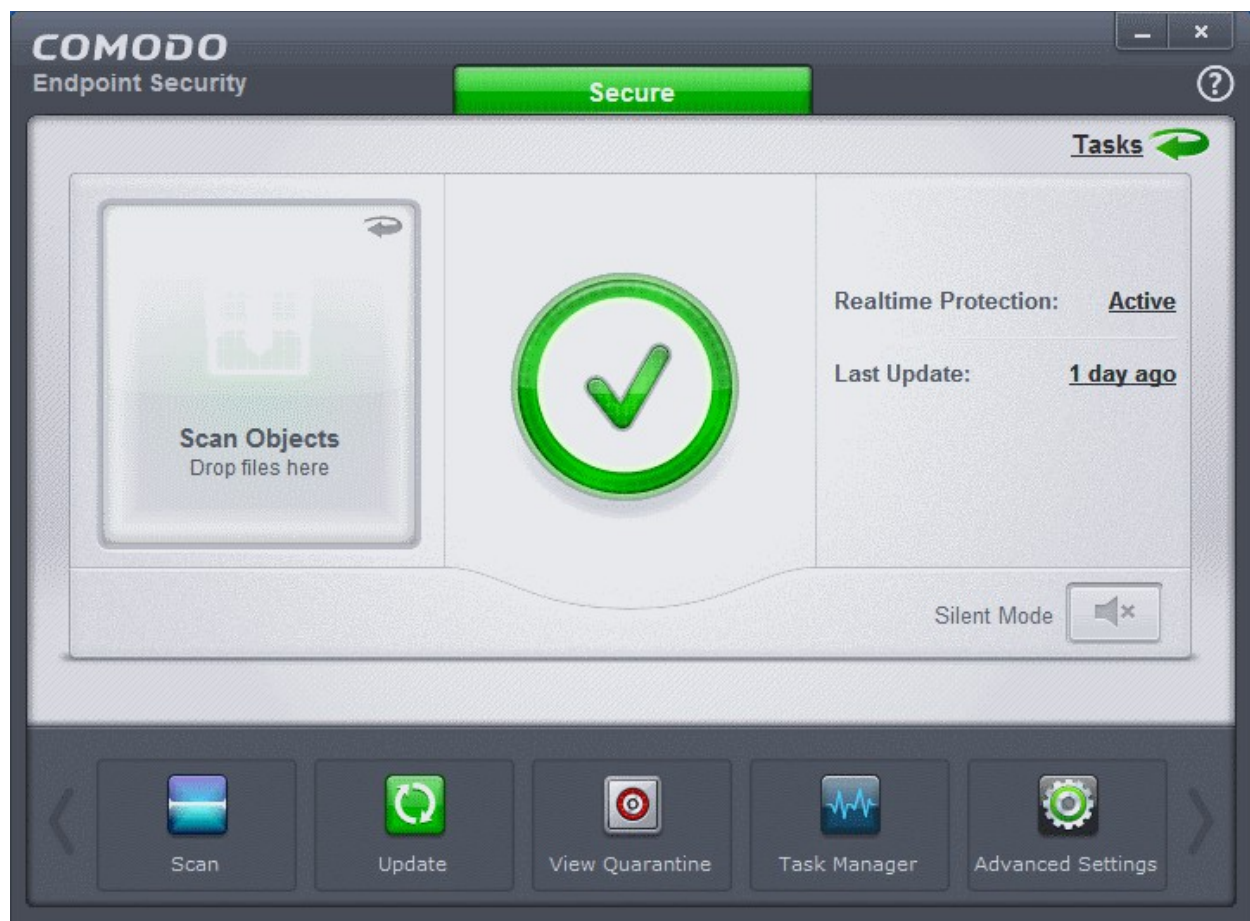 COMODO
Endpoint Security
Secure
?
Tasks
Scan Objects
Drop files here
Realtime Protection: Active
Last Update: 1 day ago
Silent Mode
Scan
Update
View Quarantine
Task Manager
Advanced Settings